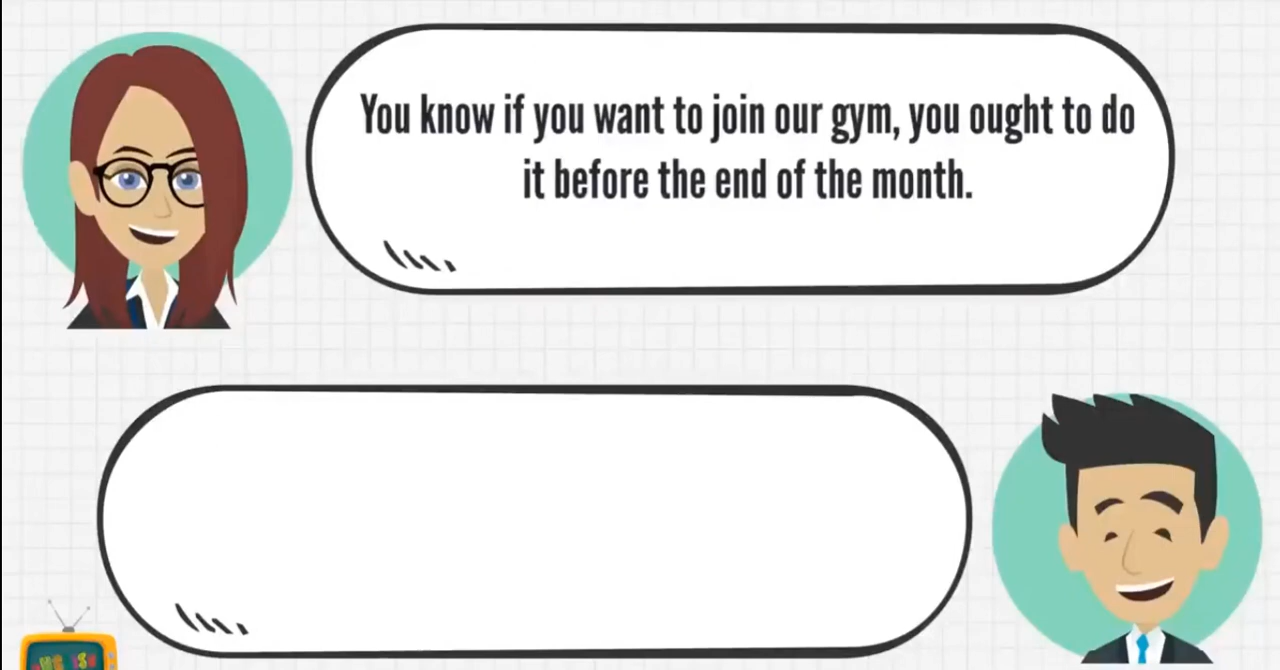 You know if you want to join our gym, you ought to do
it before the end of the month.